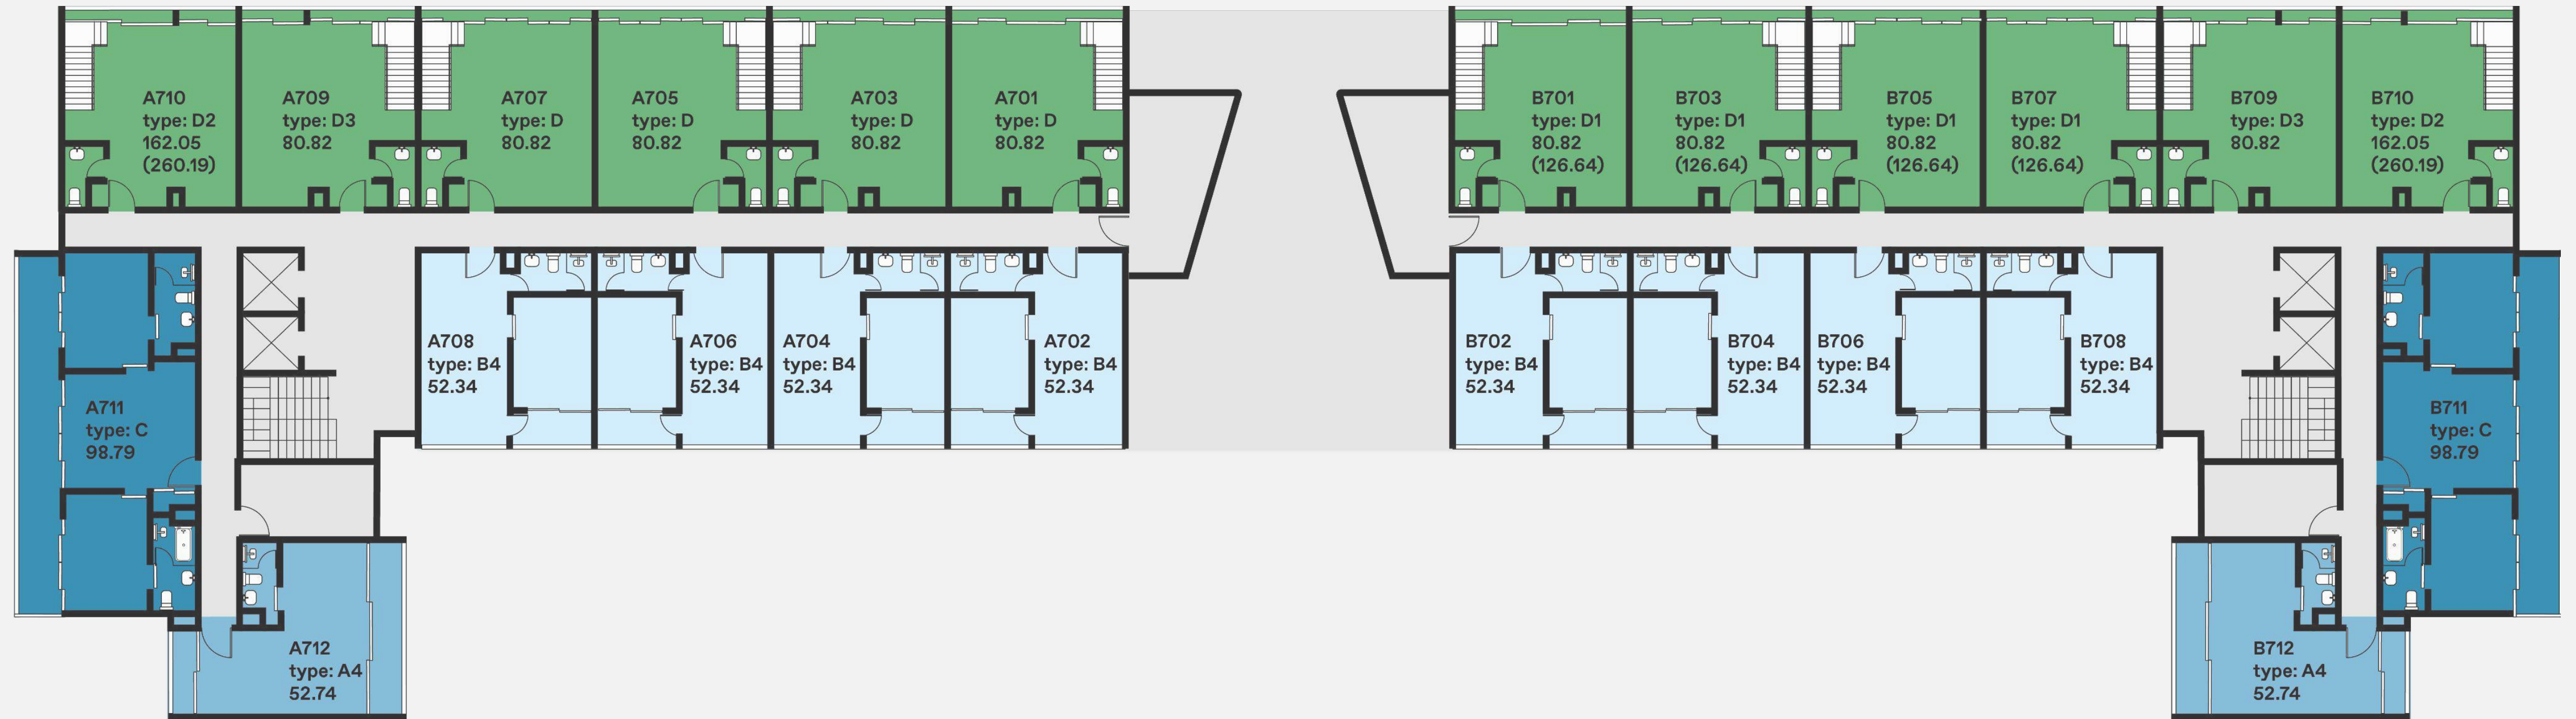 A710
type: D2
162.05
(260.19)
A709
type: D3
80.82
A707
type: D
80.82
A705
type: D
80.82
A703
type: D
80.82
A701
type: D
80.82
B701
type: D1
80.82
(126.64)
B703
type: D1
80.82
(126.64)
B705
type: D1
80.82
(126.64)
B707
type: D1
80.82
(126.64)
B709
type: D3
80.82
B710
type: D2
162.05
(260.19)
A708
type: B4
52.34
A706
type: B4
52.34
A704
type: B4
52.34
A702
type: B4
52.34
B702
type: B4
52.34
B704
type: B4
52.34
B706
type: B4
52.34
B708
type: B4
52.34
A711
type: C
98.79
B711
type: C
98.79
A712
type: A4
52.74
B712
type: A4
52.74